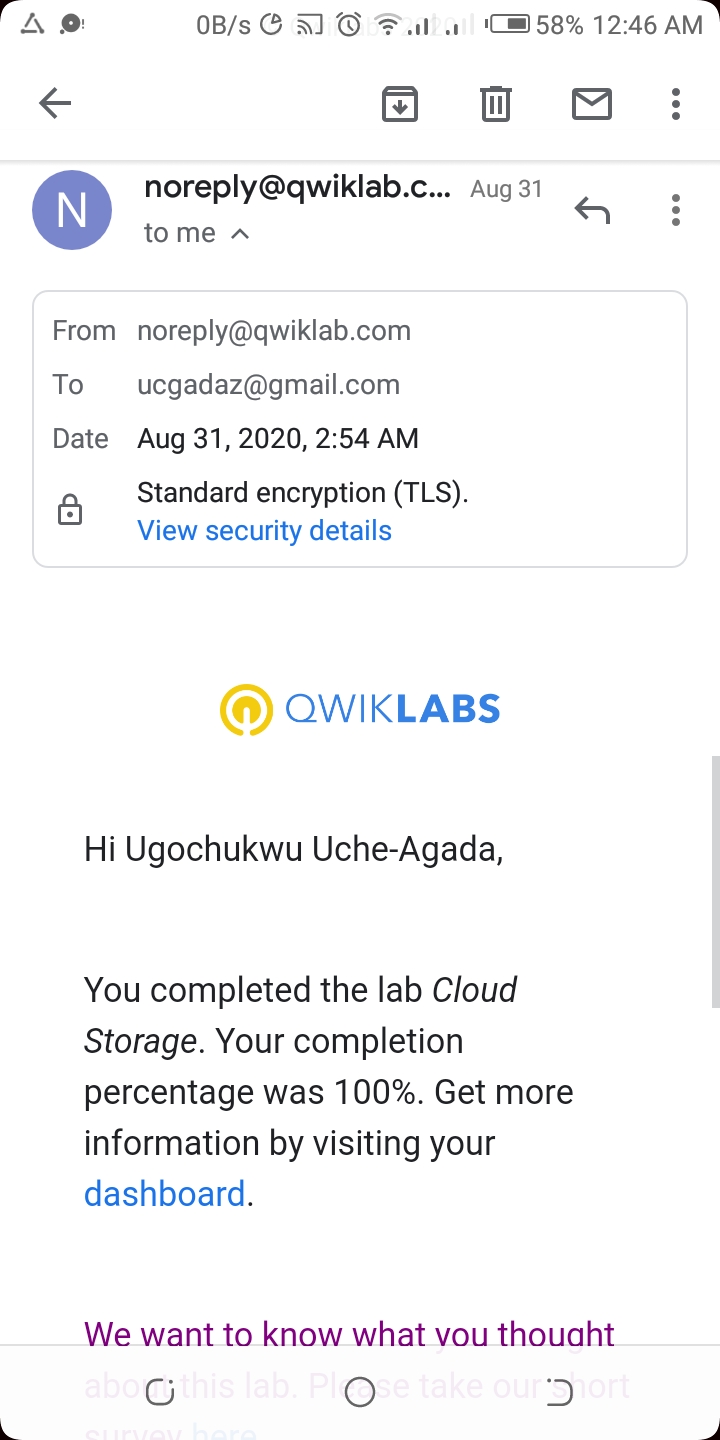 0B/s 58% 12:46 AM
N
noreply@qwiklab.c... Aug 31
to me
From noreply@qwiklab.com
To ucgadaz@gmail.com
Date Aug 31, 2020, 2:54 AM
Standard encryption (TLS).
View security details
QWIKLABS
Hi Ugochukwu Uche-Agada,
You completed the lab Cloud
Storage. Your completion
percentage was 100%. Get more
information by visiting your
dashboard.
We want to know what you thought
about this lab. Please take our short
survey here